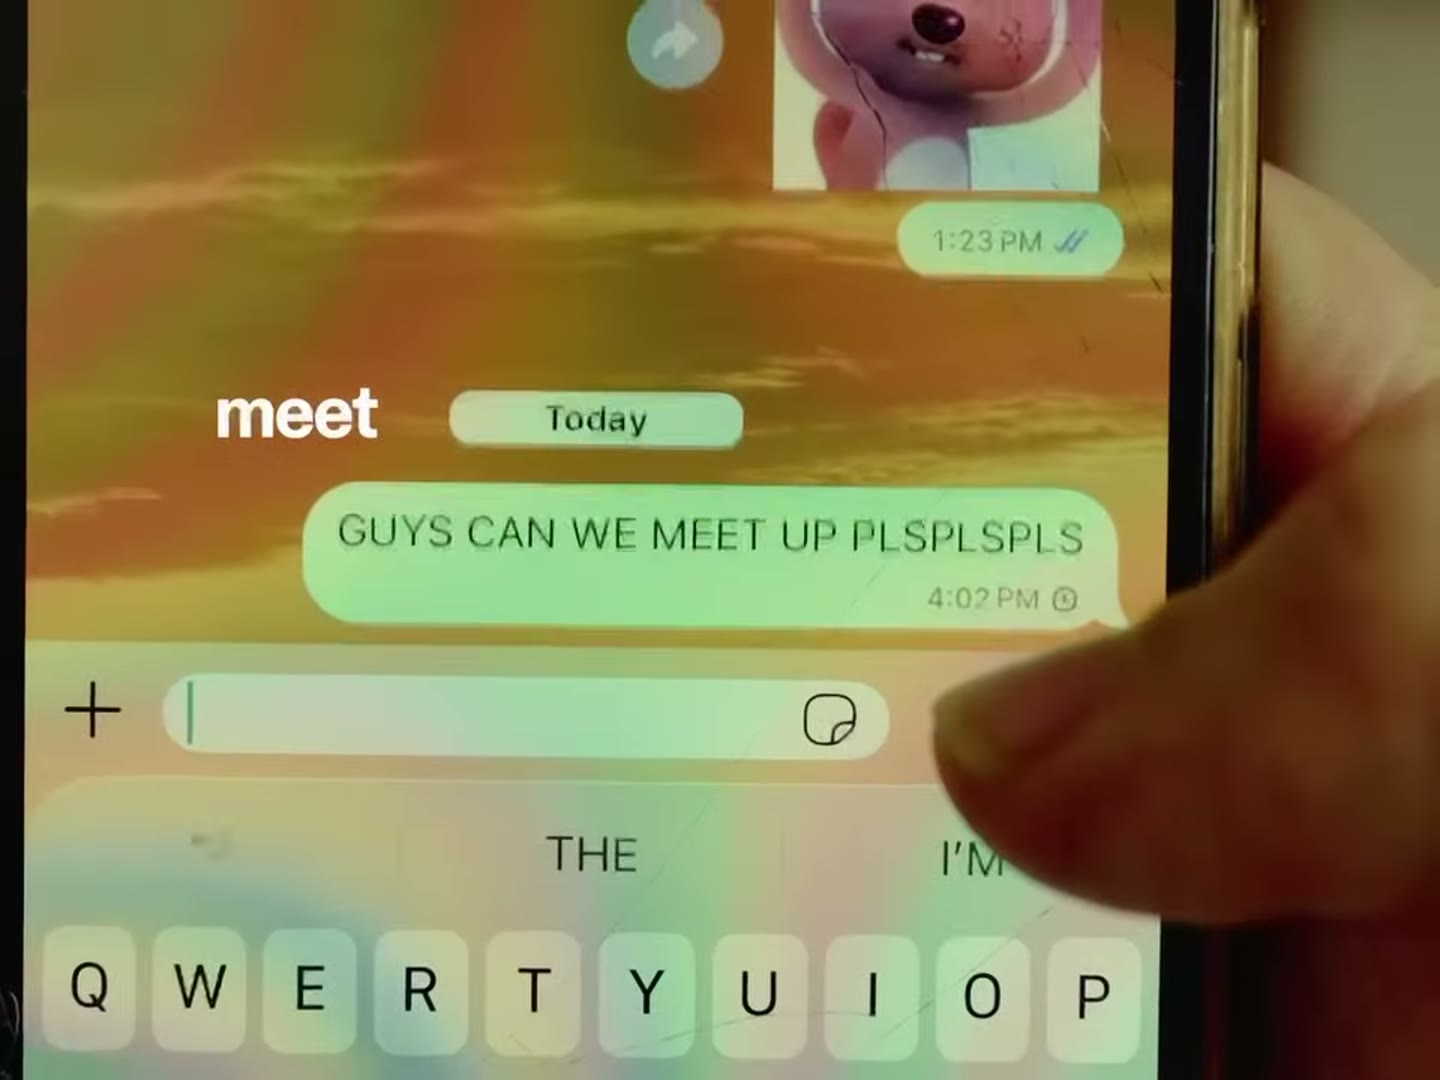 1:23 PM
meet
Today
GUYS CAN WE MEET UP PLSPLSPLS
4:02 PM
THE
I'M
Q W E R T Y U I O P